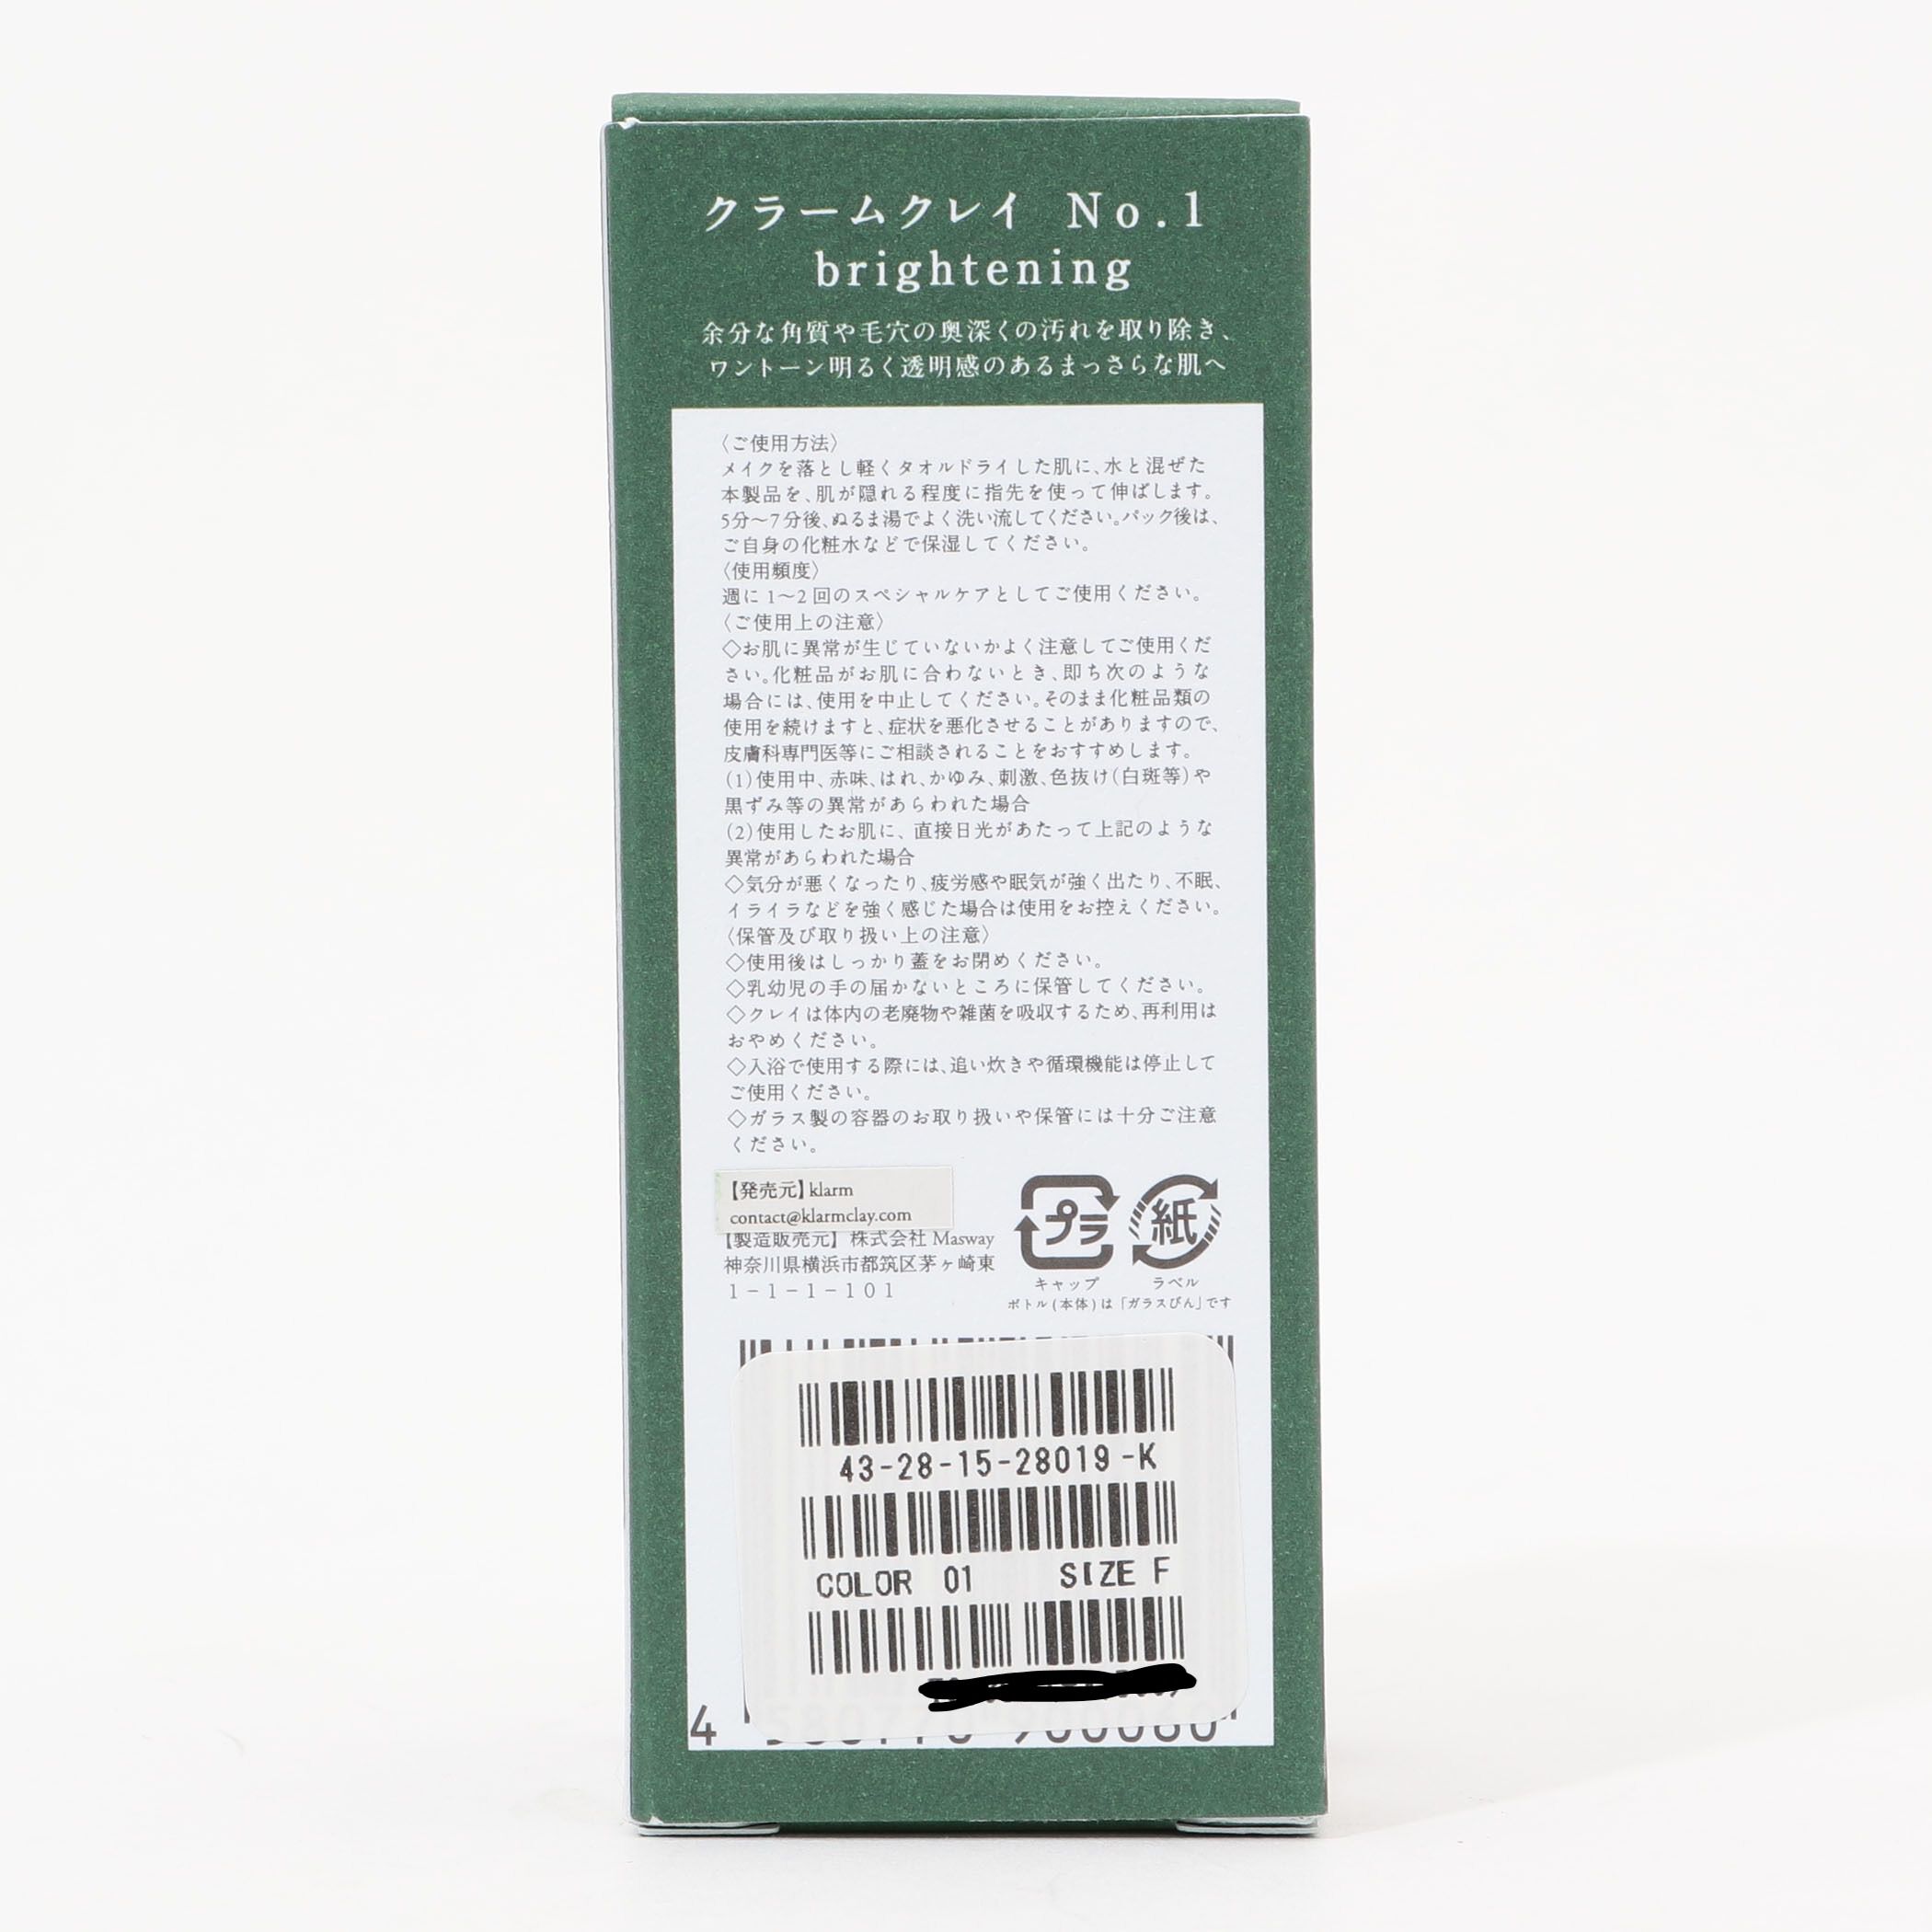 クラームクレイ No.1
brightening
余分な角質や毛穴の奥深くの汚れを取り除き、
ワントーン明るく透明感のあるまっさらな肌へ
〈ご使用方法〉
メイクを落とし軽くタオルドライした肌に、水と混ぜた
本製品を、肌が隠れる程度に指先を使って伸ばします。
5分〜7分後、ぬるま湯でよく洗い流してください。パック後は、
ご自身の化粧水などで保湿してください。
〈使用頻度〉
週に1〜2回のスペシャルケアとしてご使用ください。
〈ご使用上の注意〉
◇お肌に異常が生じていないかよく注意してご使用くだ
さい。化粧品がお肌に合わないとき、即ち次のような
場合には、使用を中止してください。そのまま化粧品類の
使用を続けますと、症状を悪化させることがありますので、
皮膚科専門医等にご相談されることをおすすめします。
(1)使用中、赤味、はれ、かゆみ、刺激、色抜け(白斑等)や
黒ずみ等の異常があらわれた場合
(2)使用したお肌に、直接日光があたって上記のような
異常があらわれた場合
◇気分が悪くなったり、疲労感や眠気が強く出たり、不眠、
イライラなどを強く感じた場合は使用をお控えください。
〈保管及び取り扱い上の注意〉
◇使用後はしっかり蓋をお閉めください。
◇乳幼児の手の届かないところに保管してください。
◇クレイは体内の老廃物や雑菌を吸収するため、再利用は
おやめください。
◇入浴で使用する際には、追い炊きや循環機能は停止して
ご使用ください。
◇ガラス製の容器のお取り扱いや保管には十分ご注意
ください。
【発売元】klarm
contact@klarmclay.com
【製造販売元】 株式会社 Masway
神奈川県横浜市都筑区茅ヶ崎東
1-1-1-101
プラ 紙
キャップ ラベル
ボトル(本体)は「ガラスびん」です
43-28-15-28019-K
COLOR 01 SIZE F
4